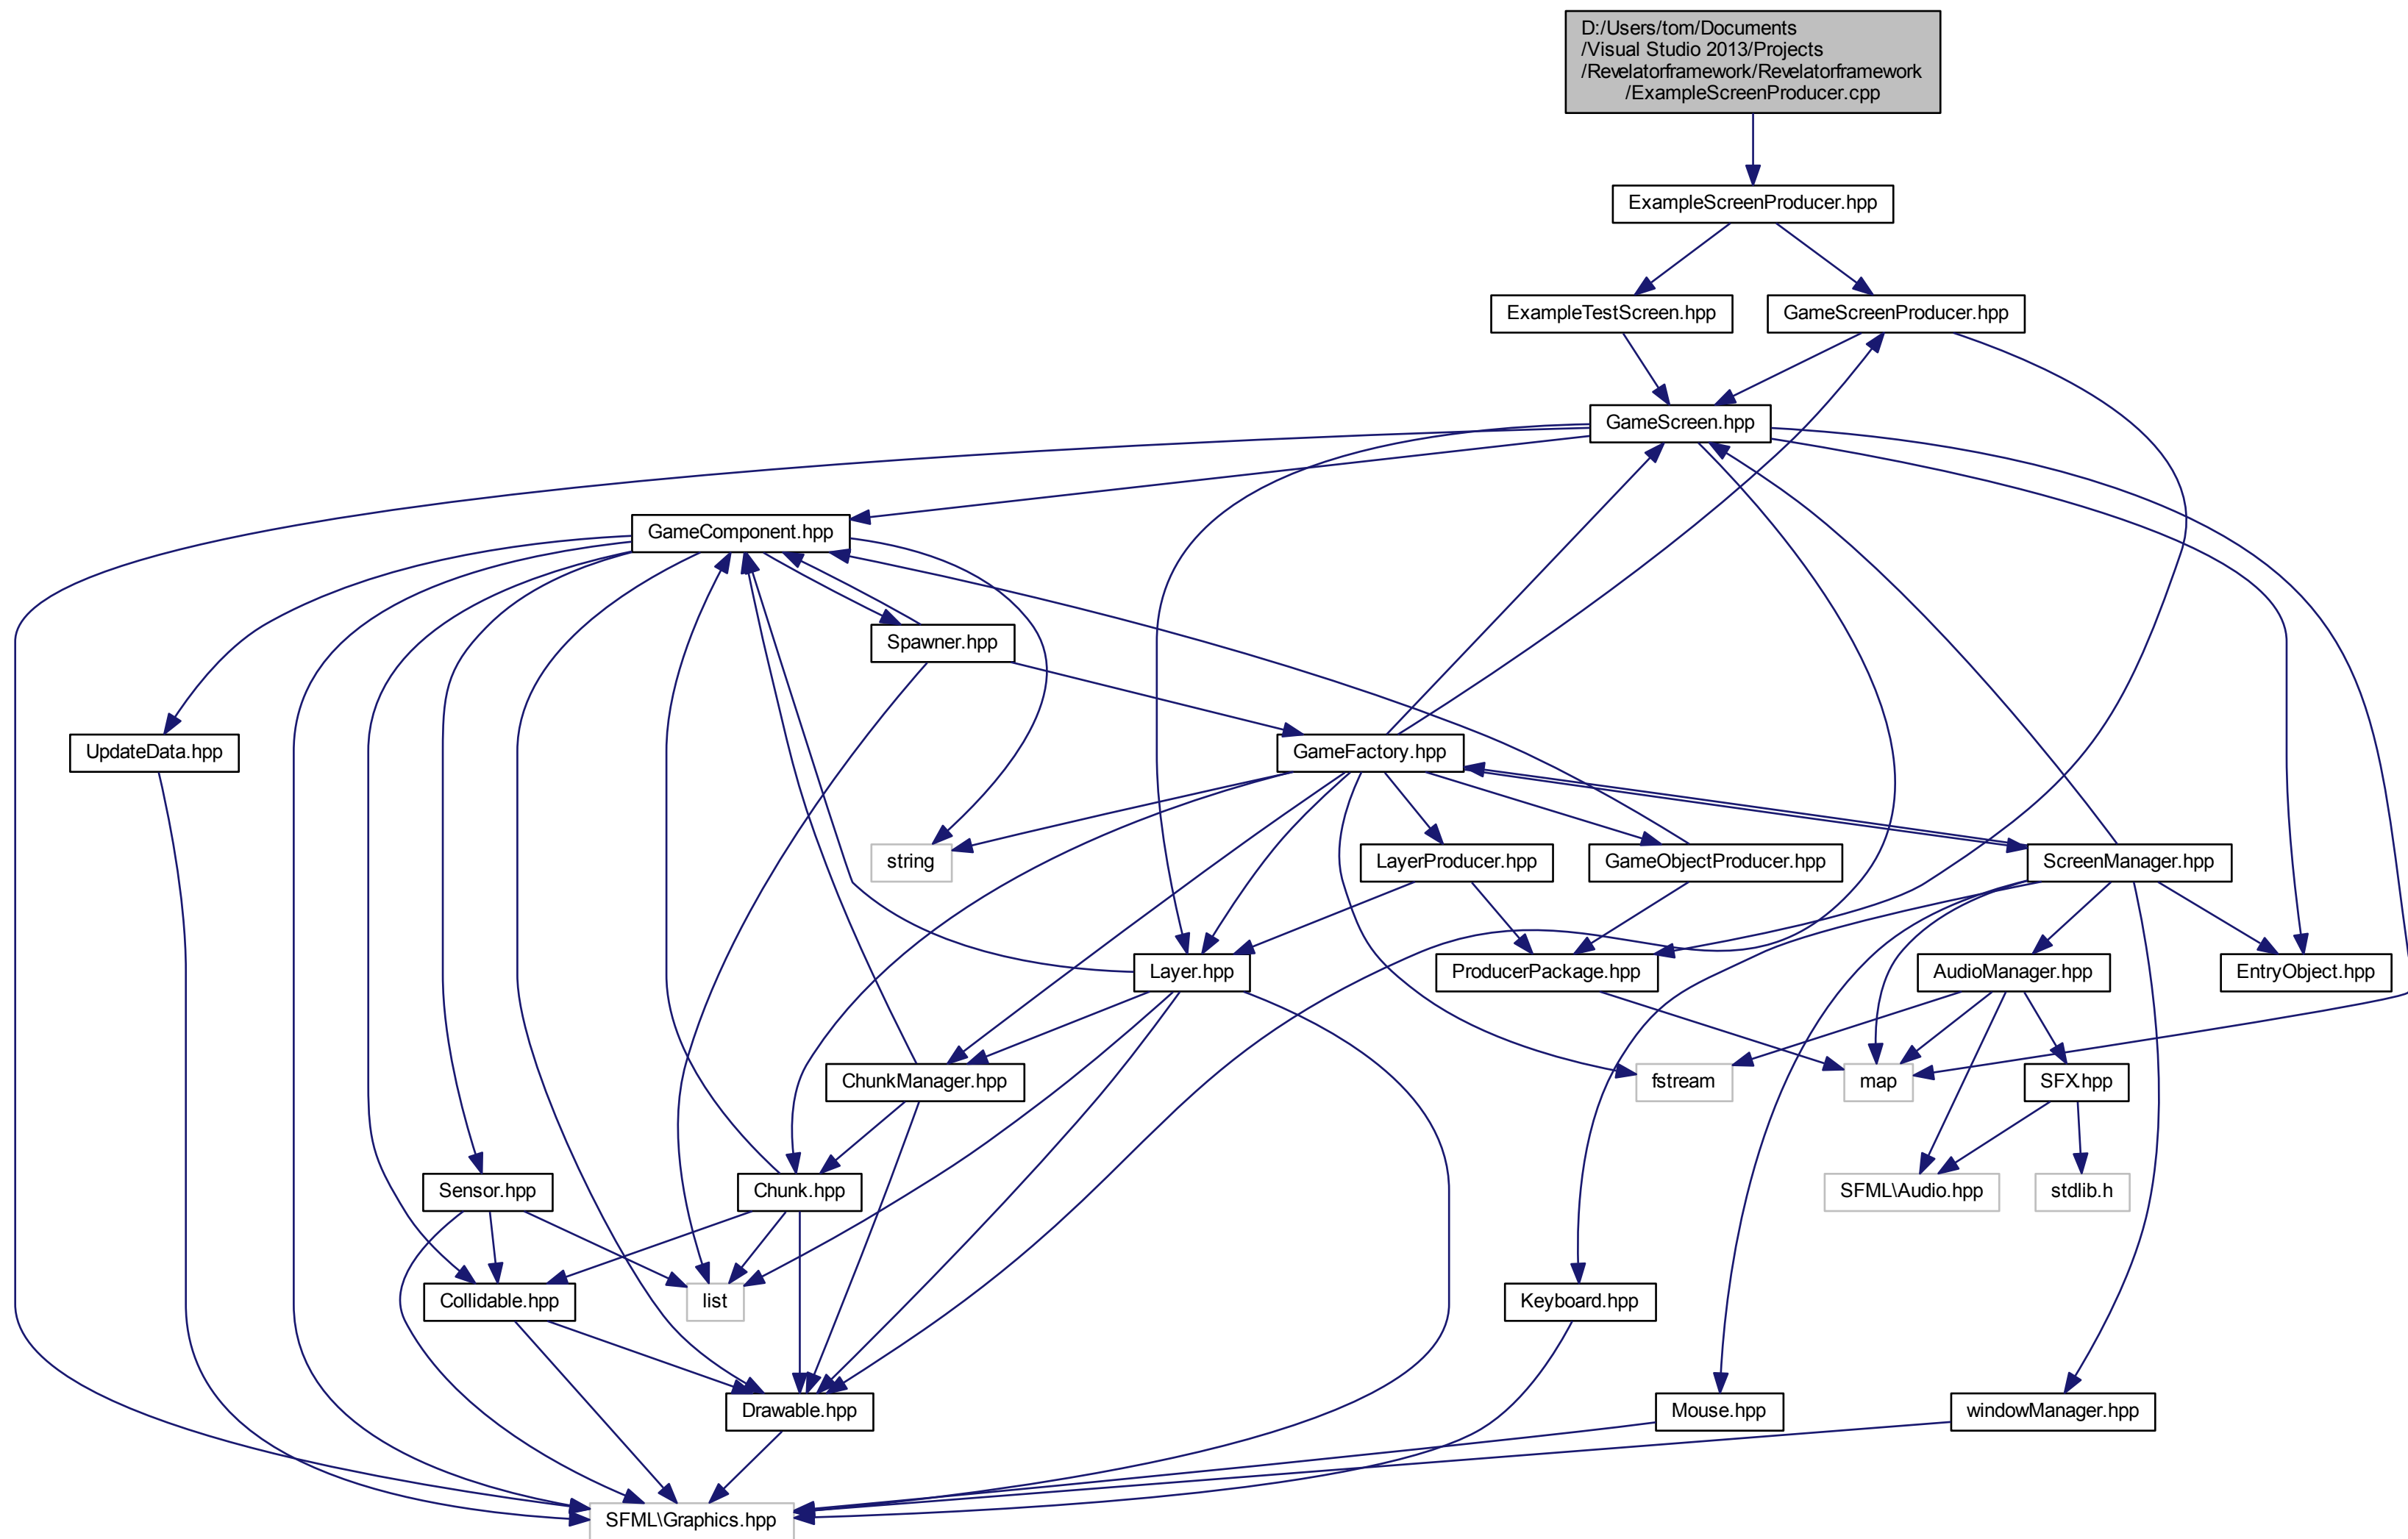 D:/Users/tom/Documents
/Visual Studio 2013/Projects
/Revelatorframework/Revelatorframework
/ExampleScreenProducer.cpp
ExampleScreenProducer.hpp
ExampleTestScreen.hpp
GameScreenProducer.hpp
GameScreen.hpp
GameComponent.hpp
Spawner.hpp
UpdateData.hpp
GameFactory.hpp
string
LayerProducer.hpp
GameObjectProducer.hpp
ScreenManager.hpp
Layer.hpp
ProducerPackage.hpp
AudioManager.hpp
EntryObject.hpp
ChunkManager.hpp
fstream
map
SFX.hpp
Sensor.hpp
Chunk.hpp
SFML\Audio.hpp
stdlib.h
Collidable.hpp
list
Keyboard.hpp
Drawable.hpp
Mouse.hpp
windowManager.hpp
SFML\Graphics.hpp